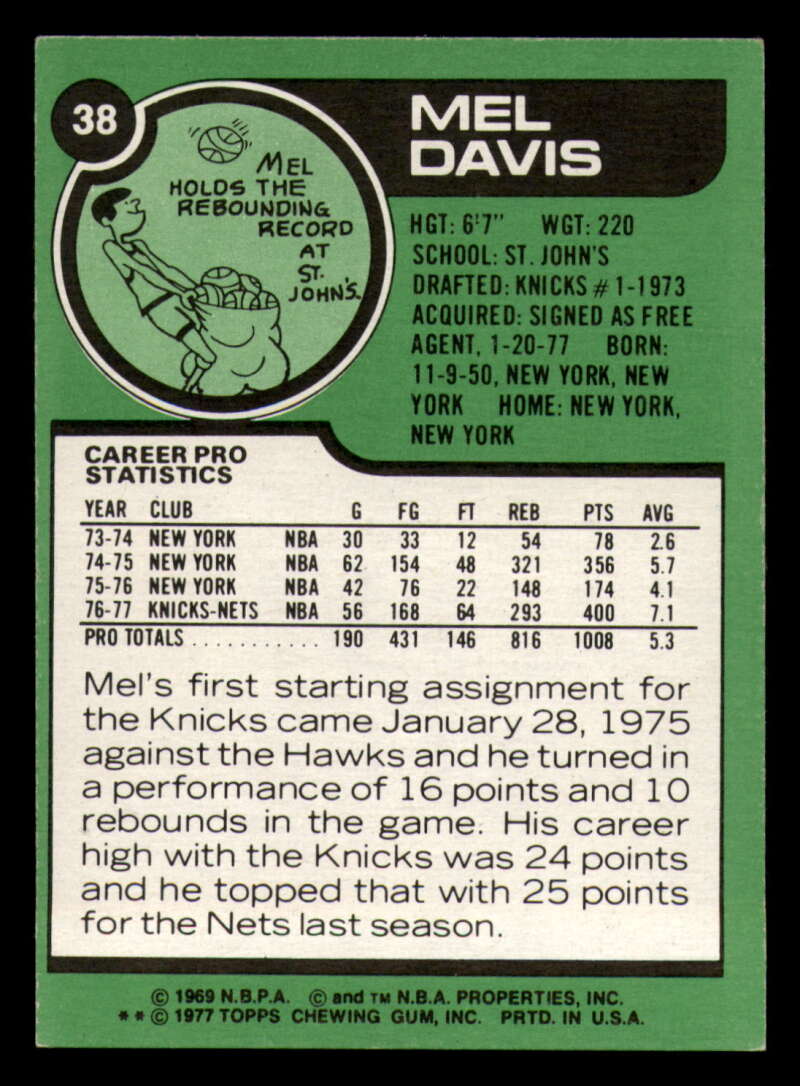 38
MEL
DAVIS
MEL
HOLDS THE
REBOUNDING
RECORD
AT
ST.
JOHN'S.
HGT: 6'7" WGT: 220
SCHOOL: ST. JOHN'S
DRAFTED: KNICKS #1-1973
ACQUIRED: SIGNED AS FREE
AGENT, 1-20-77 BORN:
11-9-50, NEW YORK, NEW
YORK HOME: NEW YORK,
NEW YORK
CAREER PRO
STATISTICS
YEAR CLUB G FG FT REB PTS AVG
73-74 NEW YORK NBA 30 33 12 54 78 2.6
74-75 NEW YORK NBA 62 154 48 321 356 5.7
75-76 NEW YORK NBA 42 76 22 148 174 4.1
76-77 KNICKS-NETS NBA 56 168 64 293 400 7.1
PRO TOTALS ............ 190 431 146 816 1008 5.3
Mel's first starting assignment for
the Knicks came January 28, 1975
against the Hawks and he turned in
a performance of 16 points and 10
rebounds in the game. His career
high with the Knicks was 24 points
and he topped that with 25 points
for the Nets last season.
© 1969 N.B.P.A. © and TM N.B.A. PROPERTIES, INC.
** © 1977 TOPPS CHEWING GUM, INC. PRTD. IN U.S.A.